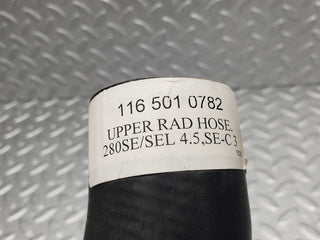 116 501 0782
UPPER RAD HOSE.
280SE/SEL 4.5,SE-C 3